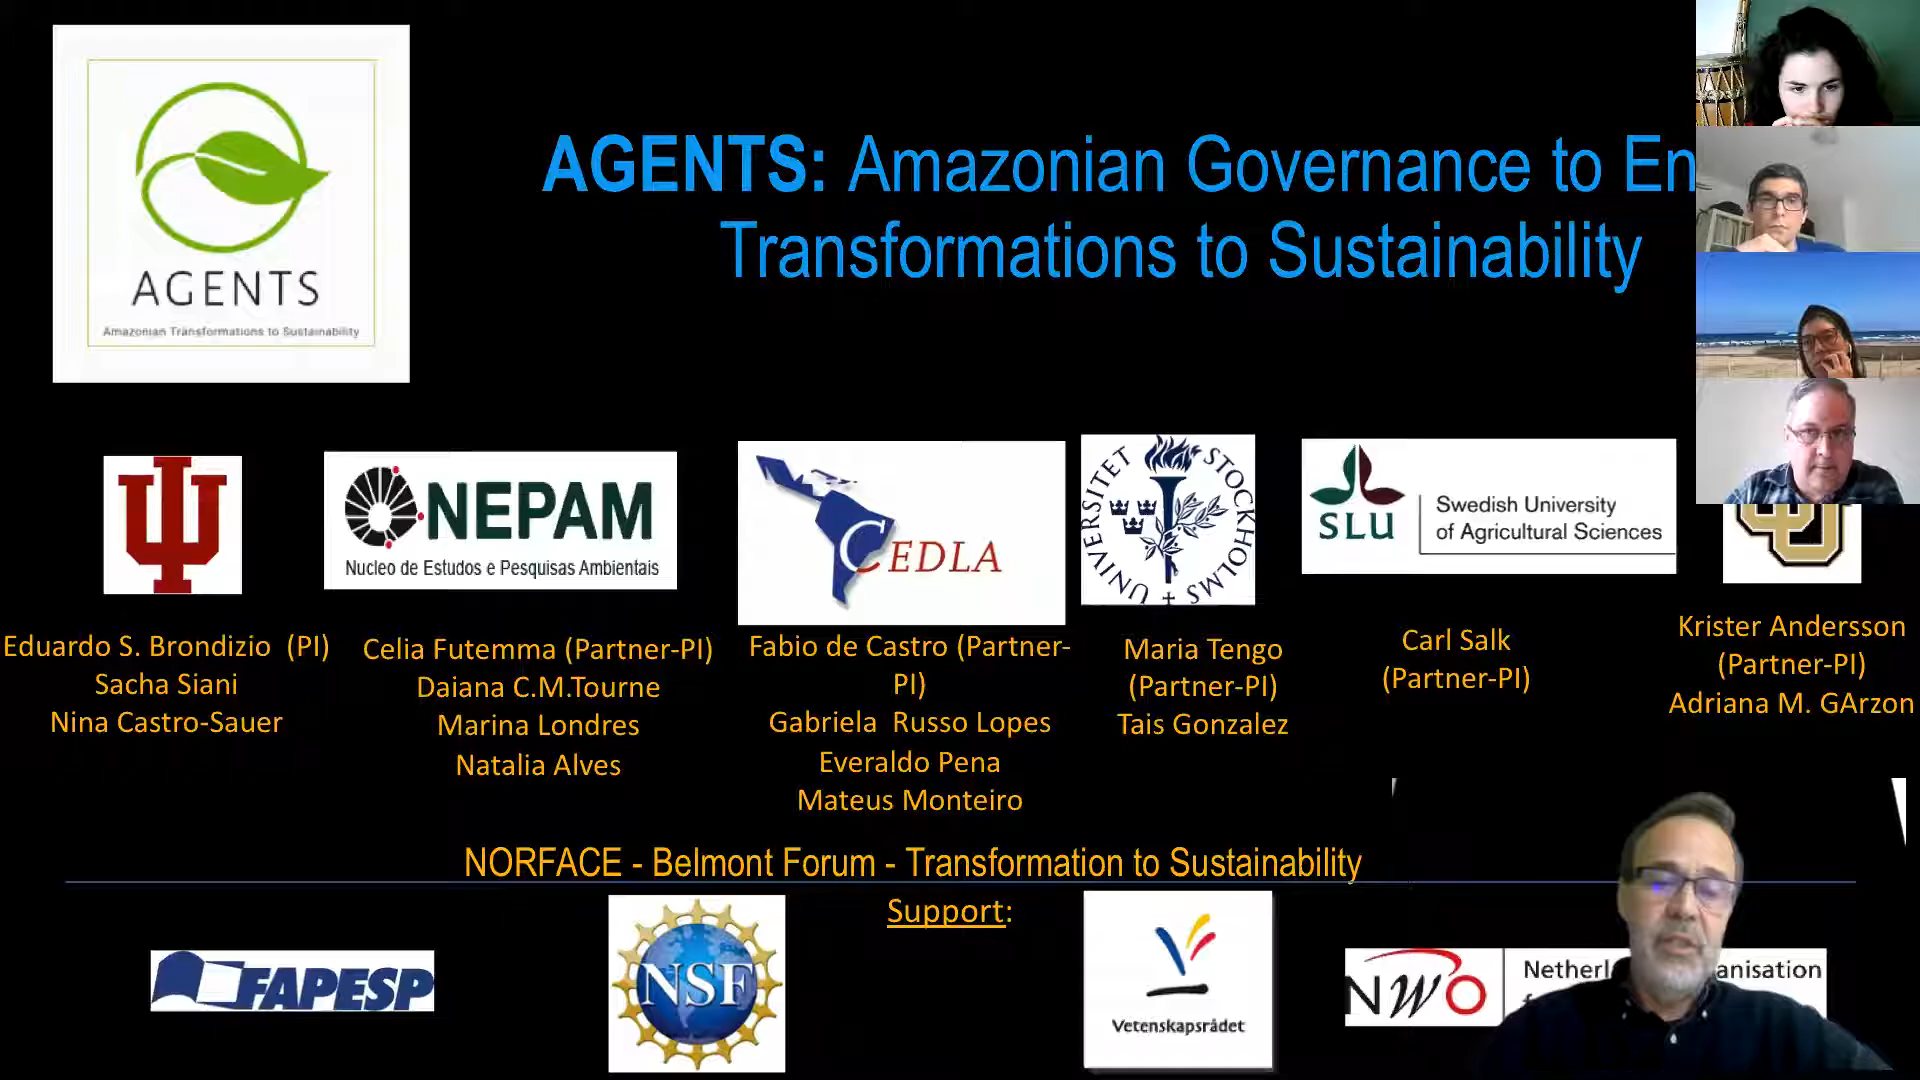 AGENTS
Amazonian Transformations to Sustainability
AGENTS: Amazonian Governance to En
Transformations to Sustainability
NEPAM
Nucleo de Estudos e Pesquisas Ambientais
CEDLA
UNIVERSITET STOCKHOLMS
SLU
Swedish University
of Agricultural Sciences
CU
Eduardo S. Brondizio (PI)
Sacha Siani
Nina Castro-Sauer
Celia Futemma (Partner-PI)
Daiana C.M.Tourne
Marina Londres
Natalia Alves
Fabio de Castro (Partner-
PI)
Gabriela Russo Lopes
Everaldo Pena
Mateus Monteiro
Maria Tengo
(Partner-PI)
Tais Gonzalez
Carl Salk
(Partner-PI)
Krister Andersson
(Partner-PI)
Adriana M. GArzon
NORFACE - Belmont Forum - Transformation to Sustainability
Support:
FAPESP
NSF
Vetenskapsrådet
NWO
Netherl anisation